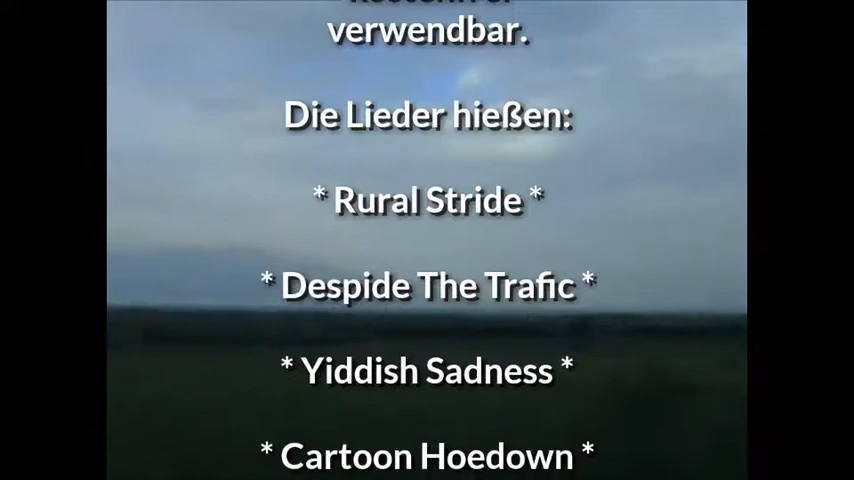 verwendbar.
Die Lieder hießen:
* Rural Stride *
* Despide The Trafic *
* Yiddish Sadness *
* Cartoon Hoedown *